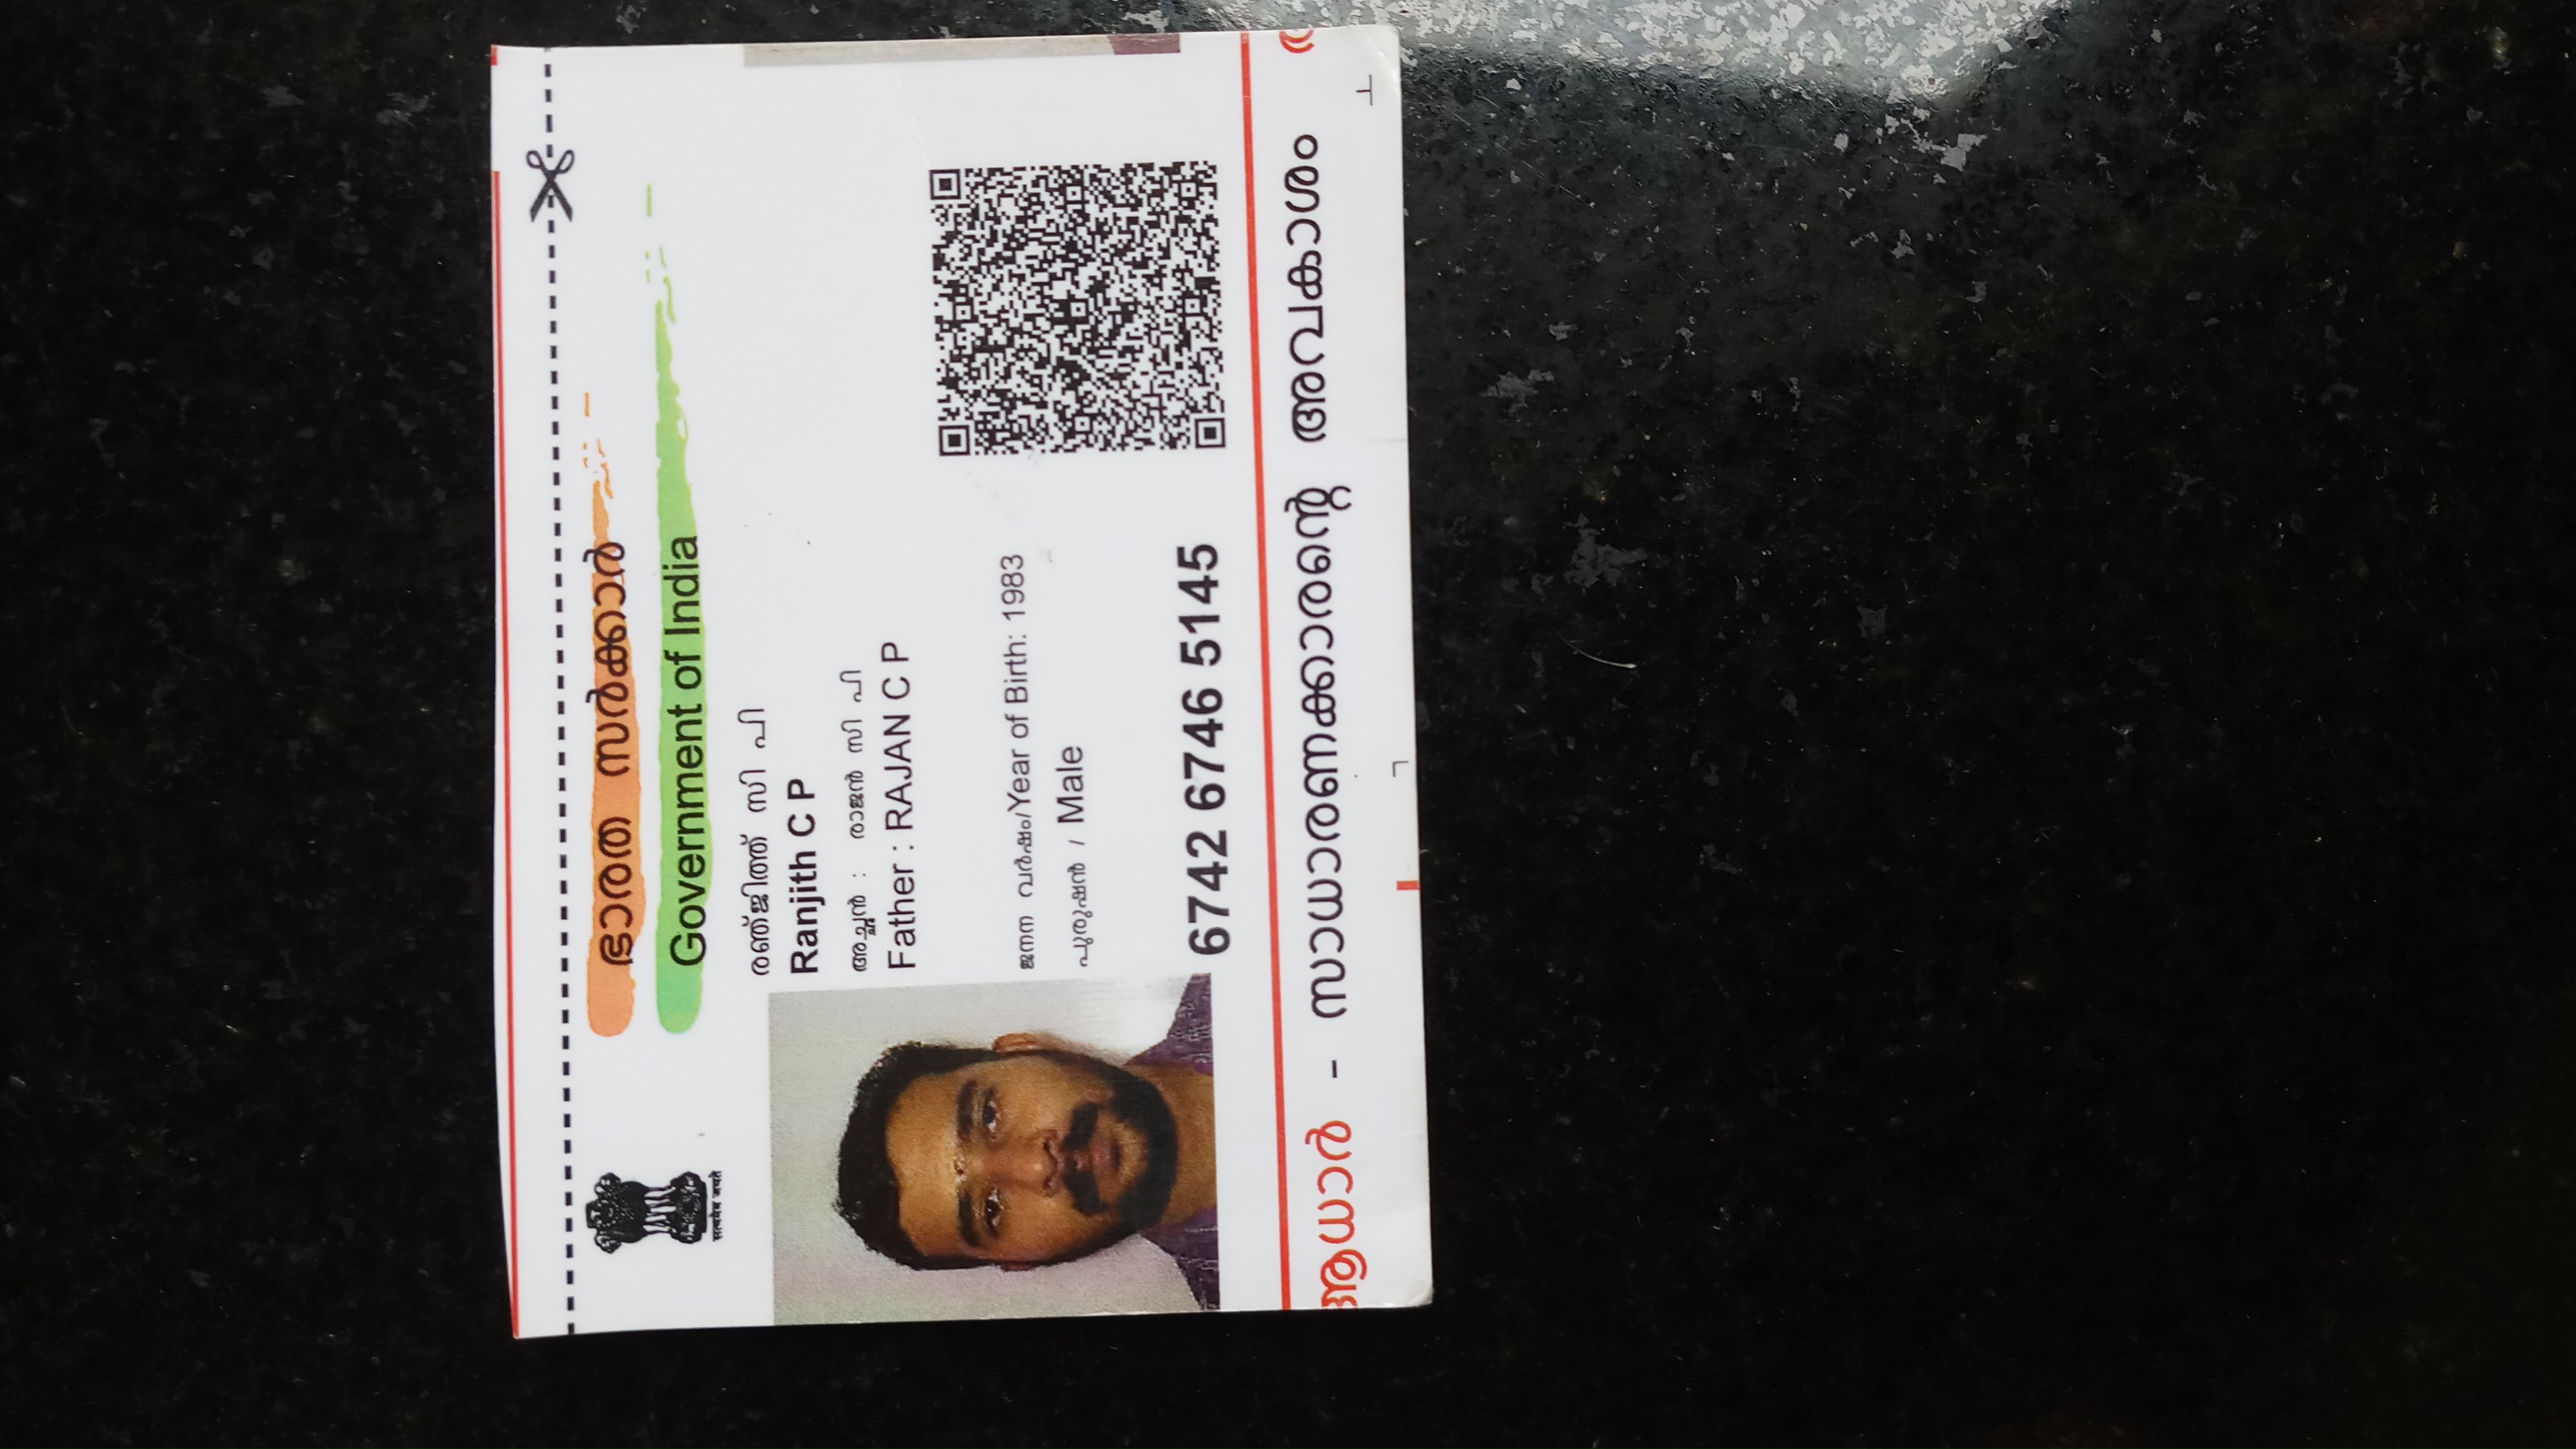 ഭാരത സർക്കാർ
Government of India
सत्यमेव जयते
രഞ്ജിത്ത് സി പി
Ranjith C P
അച്ഛൻ : രാജൻ സി പി
Father : RAJAN C P
ജനന വർഷം/Year of Birth: 1983
പുരുഷൻ / Male
6742 6746 5145
ആധാർ - സാധാരണക്കാരന്റെ അവകാശം